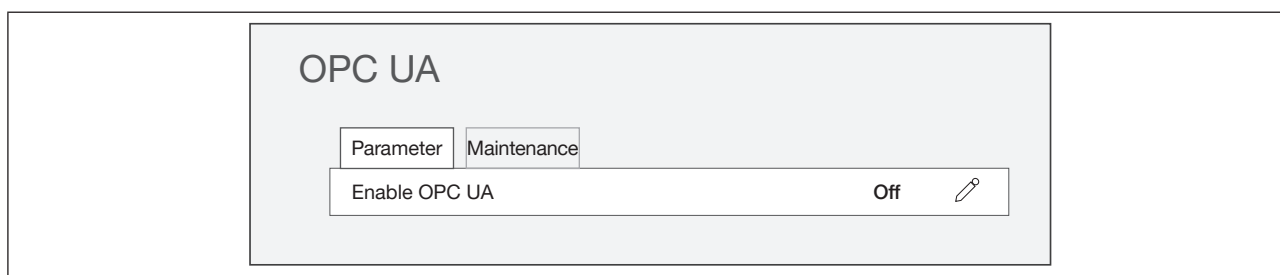 OPC UA
Parameter Maintenance
Enable OPC UA Off